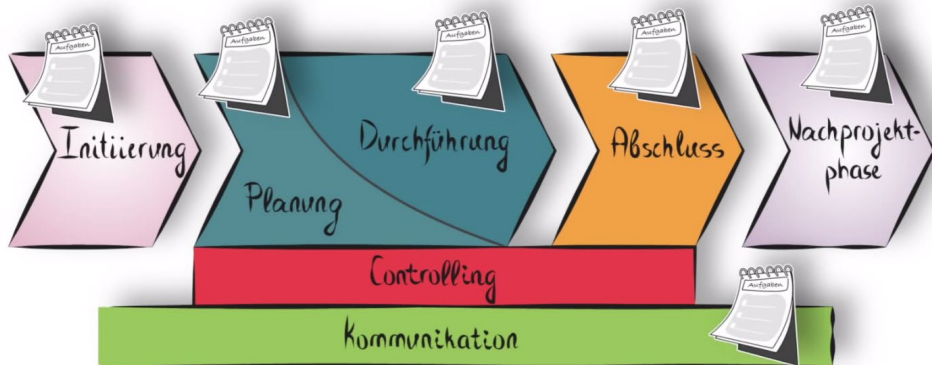 Aufgaben
Aufgaben
Aufgaben
Aufgaben
Aufgaben
Initiierung
Planung
Durchführung
Abschluss
Nachprojekt-
phase
Controlling
Aufgaben
Kommunikation